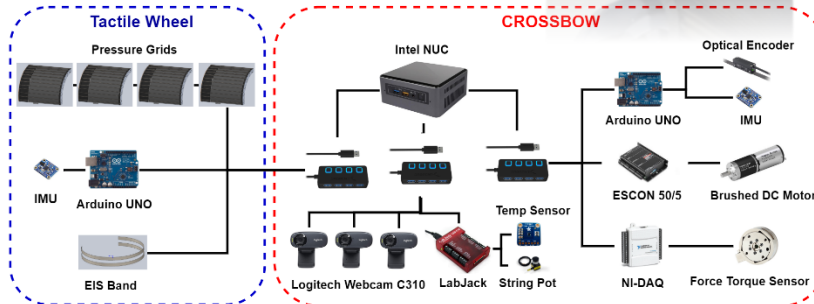 Tactile Wheel
CROSSBOW
Pressure Grids
Intel NUC
Optical Encoder
Arduino UNO
IMU
IMU
Arduino UNO
ESCON 50/5
Brushed DC Motor
Temp Sensor
EIS Band
Logitech Webcam C310
LabJack
String Pot
NI-DAQ
Force Torque Sensor